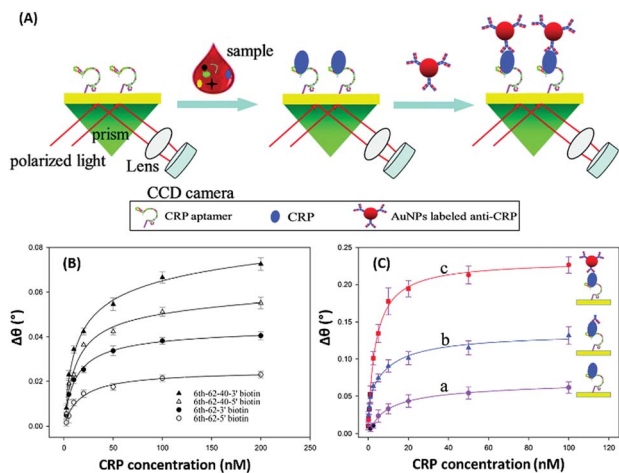 (A)
sample
prism
polarized light
Lens
CCD camera
CRP aptamer
CRP
AuNPs labeled anti-CRP
(B)
0.08
0.06
0.04
0.02
0.00
Δθ (°)
6th-62-40-3' biotin
6th-62-40-5' biotin
6th-62-3' biotin
6th-62-5' biotin
0 50 100 150 200 250
CRP concentration (nM)
(C)
0.25
0.20
0.15
0.10
0.05
0.00
Δθ (°)
c
b
a
0 20 40 60 80 100 120
CRP concentration (nM)